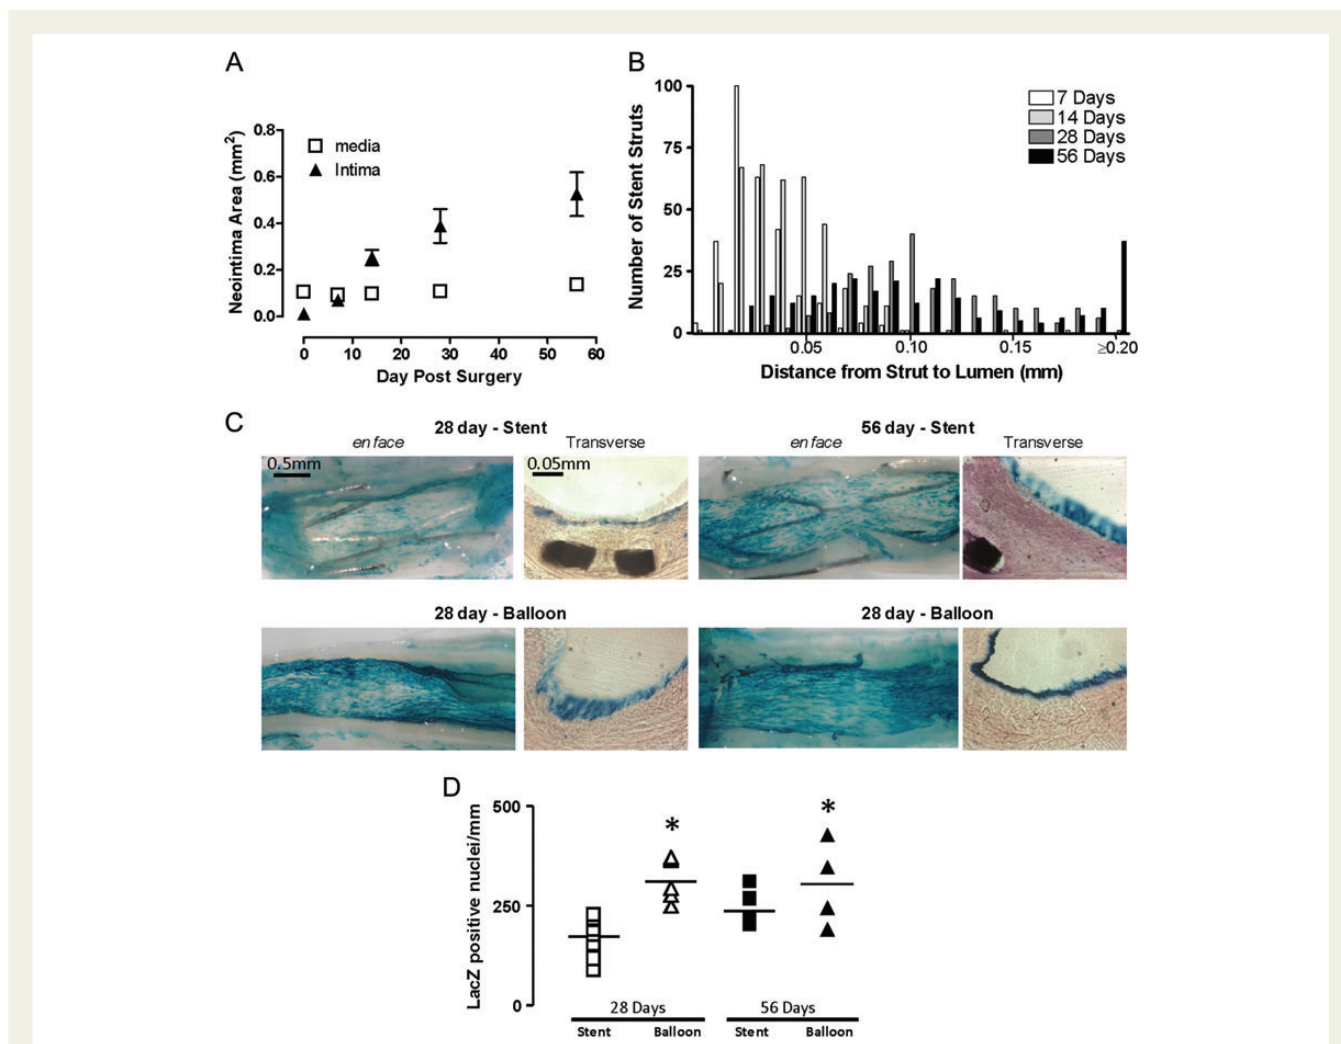 A
Neointima Area (mm²)
0.8
0.6
0.4
0.2
0.0
media
Intima
0 10 20 30 40 50 60
Day Post Surgery
B
Number of Stent Struts
100
75
50
25
0
7 Days
14 Days
28 Days
56 Days
0.05 0.10 0.15 ≥0.20
Distance from Strut to Lumen (mm)
C
28 day - Stent
56 day - Stent
en face Transverse
en face Transverse
0.5mm
0.05mm
28 day - Balloon
28 day - Balloon
D
LacZ positive nuclei/mm
500
250
0
*
*
28 Days 56 Days
Stent Balloon Stent Balloon